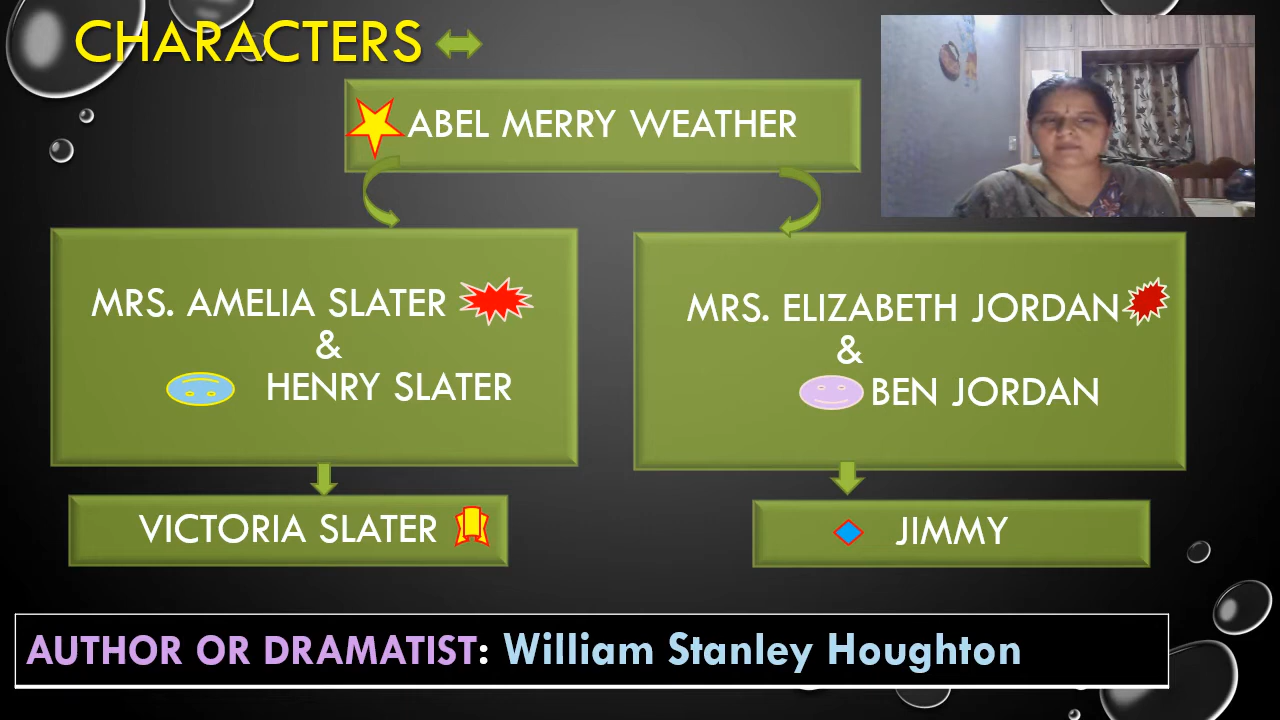 CHARACTERS
ABEL MERRY WEATHER
MRS. AMELIA SLATER
&
HENRY SLATER
MRS. ELIZABETH JORDAN
&
BEN JORDAN
VICTORIA SLATER
JIMMY
AUTHOR OR DRAMATIST: William Stanley Houghton